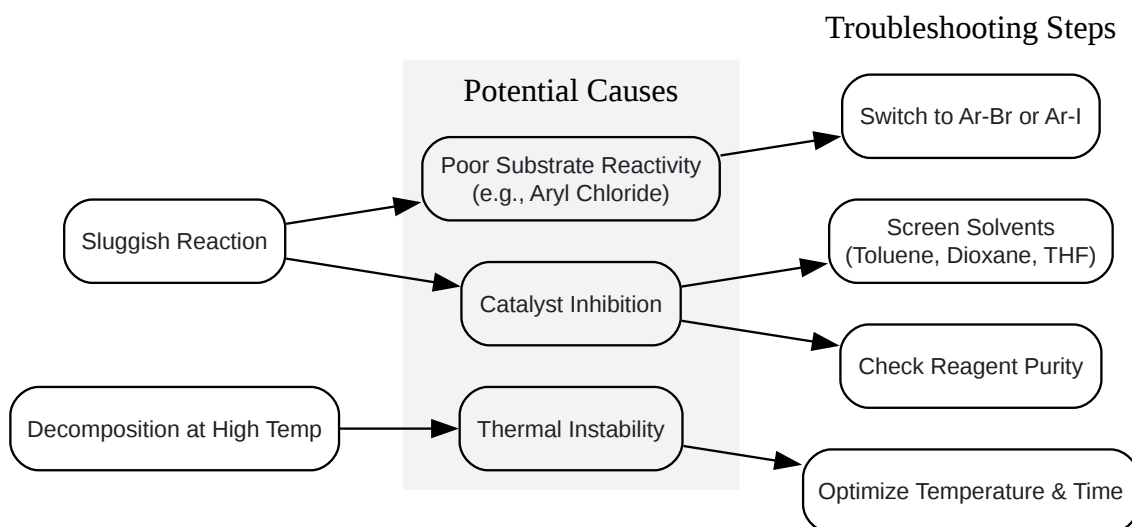 Troubleshooting Steps
Potential Causes
Switch to Ar-Br or Ar-I
Poor Substrate Reactivity
(e.g., Aryl Chloride)
Sluggish Reaction
Screen Solvents
(Toluene, Dioxane, THF)
Catalyst Inhibition
Check Reagent Purity
Decomposition at High Temp
Thermal Instability
Optimize Temperature & Time